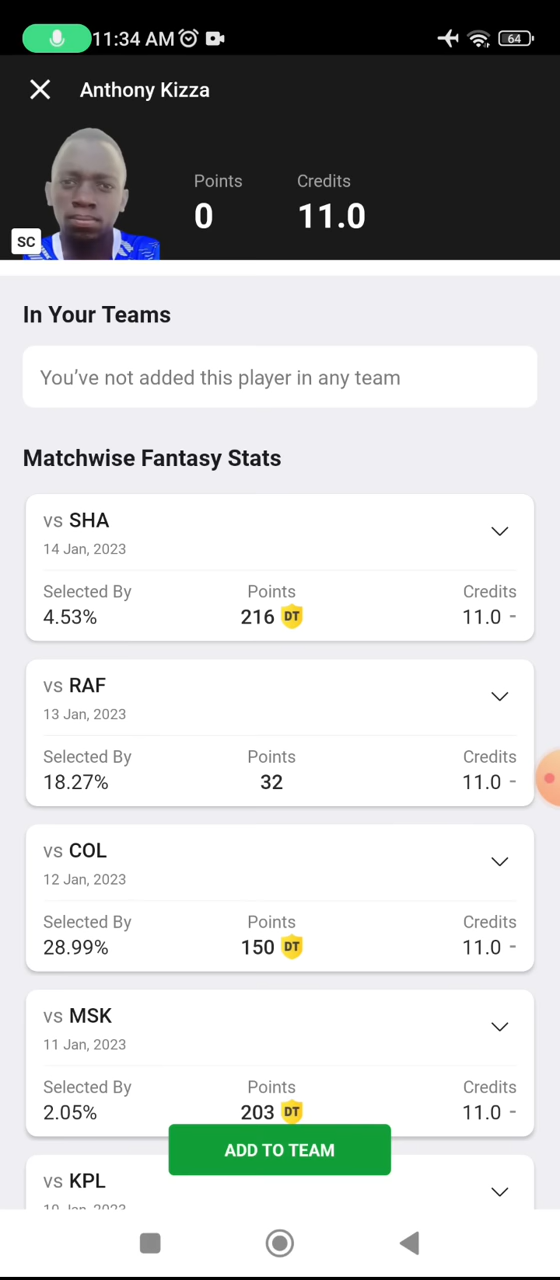 11:34 AM
64
Anthony Kizza
Points Credits
0 11.0
SC
In Your Teams
You’ve not added this player in any team
Matchwise Fantasy Stats
vs SHA
14 Jan, 2023
Selected By Points Credits
4.53% 216 DT 11.0 -
vs RAF
13 Jan, 2023
Selected By Points Credits
18.27% 32 11.0 -
vs COL
12 Jan, 2023
Selected By Points Credits
28.99% 150 DT 11.0 -
vs MSK
11 Jan, 2023
Selected By Points Credits
2.05% 203 DT 11.0 -
ADD TO TEAM
vs KPL
10 Jan, 2023